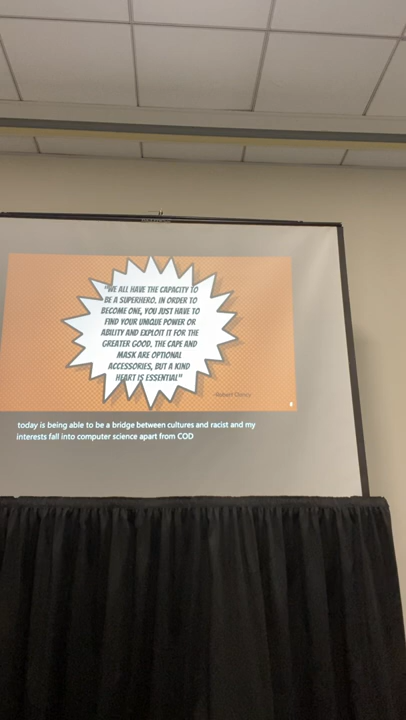 "WE ALL HAVE THE CAPACITY TO
BE A SUPERHERO. IN ORDER TO
BECOME ONE, YOU JUST HAVE TO
FIND YOUR UNIQUE POWER OR
ABILITY AND EXPLOIT IT FOR THE
GREATER GOOD. THE CAPE AND
MASK ARE OPTIONAL
ACCESSORIES, BUT A KIND
HEART IS ESSENTIAL"
-Robert Clancy
today is being able to be a bridge between cultures and racist and my
interests fall into computer science apart from COD